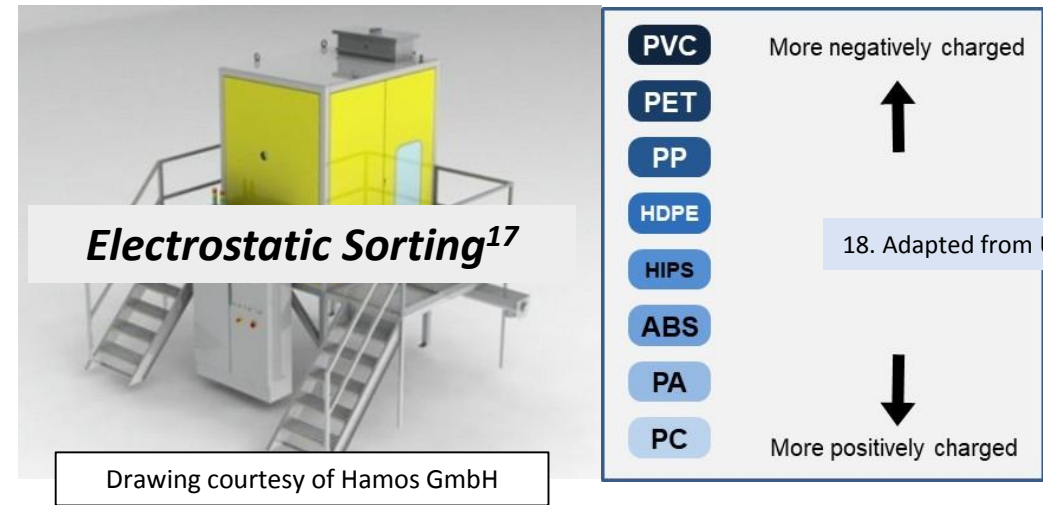 Electrostatic Sorting17
Drawing courtesy of Hamos GmbH
PVC
PET
PP
HDPE
HIPS
ABS
PA
PC
More negatively charged
18. Adapted from
More positively charged